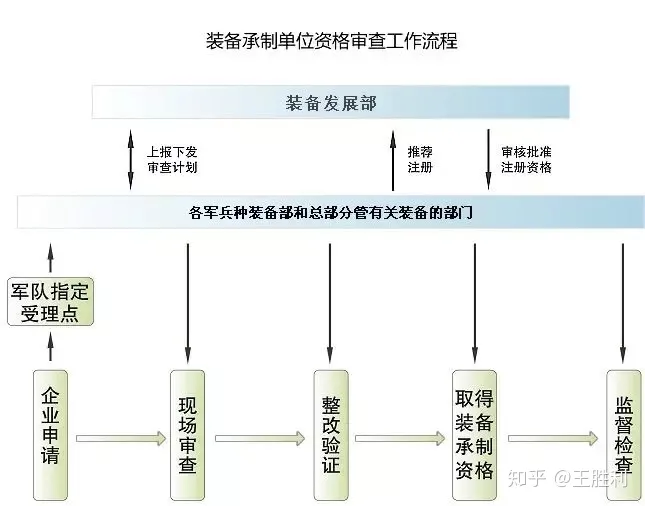 装备承制单位资格审查工作流程
装备发展部
上报下发
审查计划
推荐
注册
审核批准
注册资格
各军兵种装备部和总部分管有关装备的部门
军队指定
受理点
企业申请
现场审查
整改验证
取得
装备
承制
资格
监督检查
知乎 @王胜利